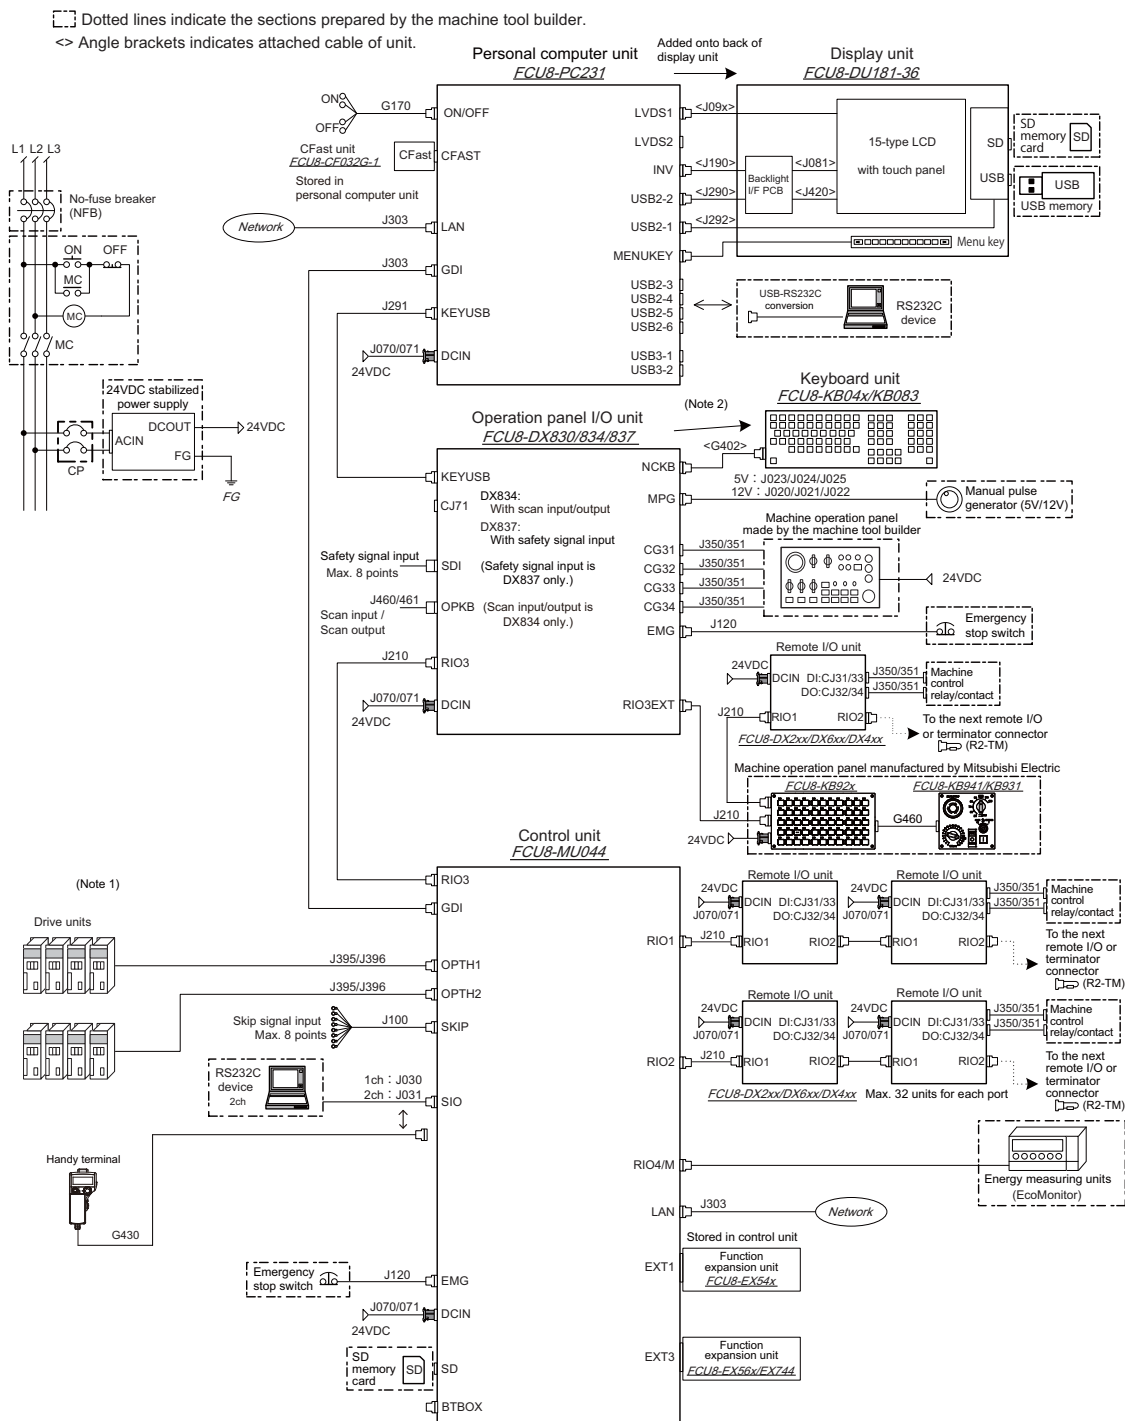 Dotted lines indicate the sections prepared by the machine tool builder.
<> Angle brackets indicates attached cable of unit.
Personal computer unit
FCU8-PC231
Added onto back of
display unit
Display unit
FCU8-DU181-36
ON
OFF
G170
ON/OFF
CFast unit
FCU8-CF032G-1
CFast
CFAST
Stored in
personal computer unit
Network
J303
LAN
J303
GDI
J291
KEYUSB
J070/071
24VDC
DCIN
LVDS1
LVDS2
INV
USB2-2
USB2-1
MENUKEY
USB2-3
USB2-4
USB2-5
USB2-6
USB3-1
USB3-2
<J09x>
<J190>
<J290>
<J292>
Backlight
I/F PCB
<J081>
<J420>
15-type LCD
with touch panel
Menu key
SD
USB
SD
memory
card
SD
USB
USB memory
USB-RS232C
conversion
RS232C
device
L1 L2 L3
No-fuse breaker
(NFB)
ON
OFF
MC
MC
MC
24VDC stabilized
power supply
CP
ACIN
DCOUT
FG
24VDC
FG
Operation panel I/O unit
FCU8-DX830/834/837
(Note 2)
Keyboard unit
FCU8-KB04x/KB083
KEYUSB
CJ71
DX834:
With scan input/output
DX837:
With safety signal input
Safety signal input
Max. 8 points
SDI
(Safety signal input is
DX837 only.)
J460/461
Scan input /
Scan output
OPKB
(Scan input/output is
DX834 only.)
J210
RIO3
J070/071
24VDC
DCIN
NCKB
<G402>
MPG
5V : J023/J024/J025
12V : J020/J021/J022
Manual pulse
generator (5V/12V)
Machine operation panel
made by the machine tool builder
CG31
J350/351
CG32
J350/351
CG33
J350/351
CG34
J350/351
24VDC
EMG
J120
Emergency
stop switch
RIO3EXT
Remote I/O unit
24VDC
DCIN
DI:CJ31/33
DO:CJ32/34
J350/351
J350/351
Machine
control
relay/contact
J210
RIO1
RIO2
FCU8-DX2xx/DX6xx/DX4xx
To the next remote I/O
or terminator connector
(R2-TM)
Machine operation panel manufactured by Mitsubishi Electric
FCU8-KB92x
FCU8-KB941/KB931
J210
24VDC
G460
Control unit
FCU8-MU044
(Note 1)
Drive units
RIO3
GDI
J395/J396
OPTH1
J395/J396
OPTH2
Skip signal input
Max. 8 points
J100
SKIP
RS232C
device
2ch
1ch : J030
2ch : J031
SIO
Handy terminal
G430
Emergency
stop switch
J120
EMG
J070/071
24VDC
DCIN
SD
memory
card
SD
SD
BTBOX
Remote I/O unit
Remote I/O unit
24VDC
J070/071
DCIN
DI:CJ31/33
DO:CJ32/34
24VDC
J070/071
DCIN
DI:CJ31/33
DO:CJ32/34
J350/351
J350/351
Machine
control
relay/contact
RIO1
J210
RIO1
RIO2
RIO1
RIO2
To the next
remote I/O or
terminator
connector
(R2-TM)
Remote I/O unit
Remote I/O unit
24VDC
J070/071
DCIN
DI:CJ31/33
DO:CJ32/34
24VDC
J070/071
DCIN
DI:CJ31/33
DO:CJ32/34
J350/351
J350/351
Machine
control
relay/contact
RIO2
J210
RIO1
RIO2
RIO1
RIO2
To the next
remote I/O or
terminator
connector
(R2-TM)
FCU8-DX2xx/DX6xx/DX4xx
Max. 32 units for each port
RIO4/M
Energy measuring units
(EcoMonitor)
LAN
J303
Network
Stored in control unit
EXT1
Function
expansion unit
FCU8-EX54x
EXT3
Function
expansion unit
FCU8-EX56x/EX744